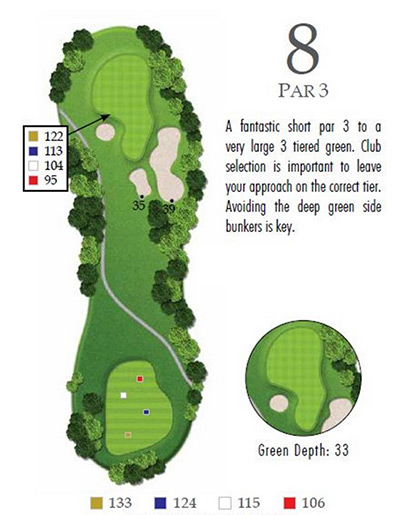 8
PAR 3
A fantastic short par 3 to a
very large 3 tiered green. Club
selection is important to leave
your approach on the correct tier.
Avoiding the deep green side
bunkers is key.
122
113
104
95
35 39
Green Depth: 33
133 124 115 106